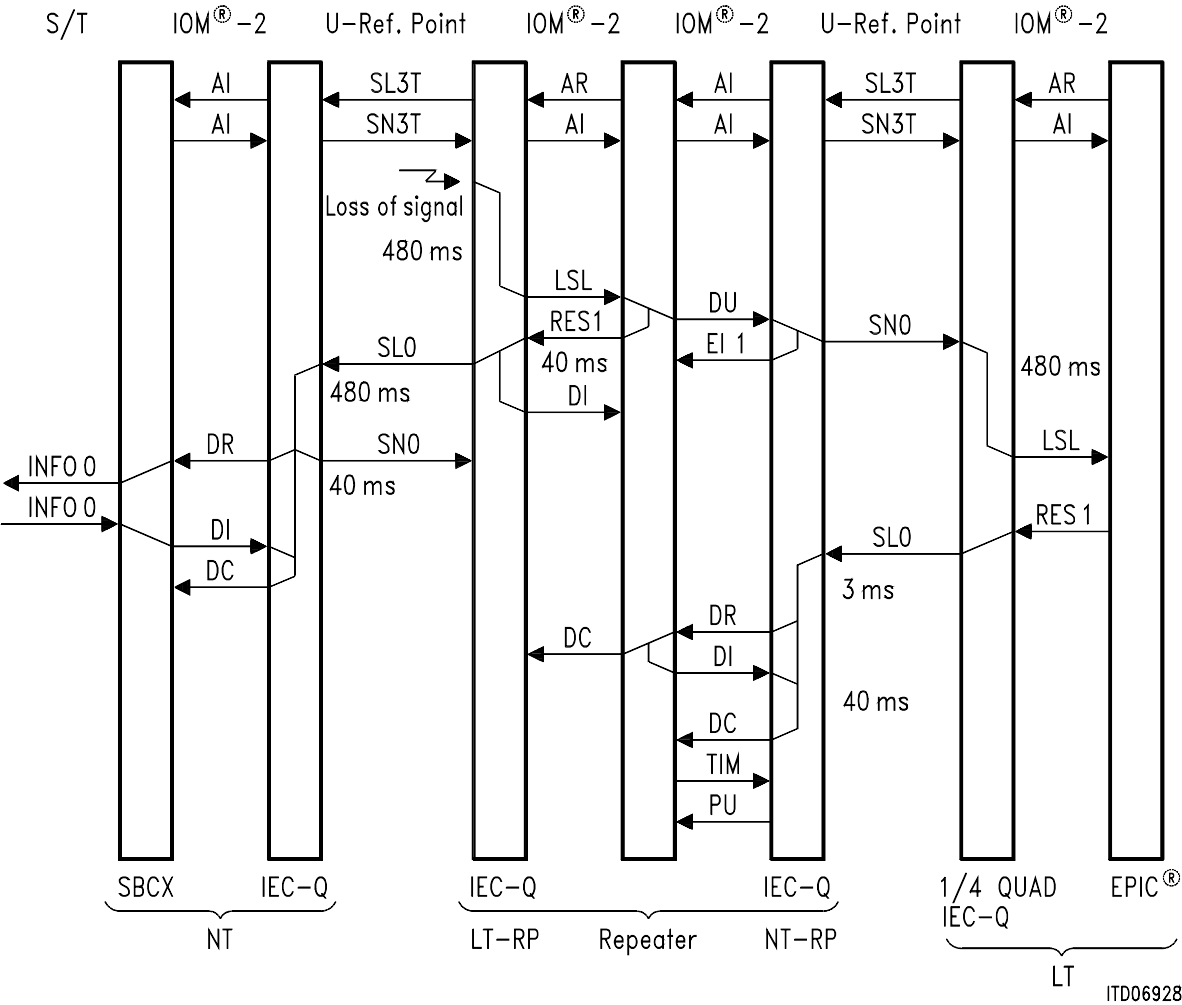 S/T IOM®-2 U-Ref. Point IOM®-2 IOM®-2 U-Ref. Point IOM®-2
AI SL3T AR AI SL3T AR
AI SN3T AI AI SN3T AI
Loss of signal
480 ms
LSL
DU
RES1
SN0
EI 1
SL0
40 ms
480 ms
480 ms
DI
DR
SN0
LSL
INFO 0
40 ms
INFO 0
RES 1
DI
SL0
DC
3 ms
DR
DC
DI
40 ms
DC
TIM
PU
SBCX IEC-Q IEC-Q IEC-Q 1/4 QUAD EPIC®
IEC-Q
NT LT-RP Repeater NT-RP
LT
ITD06928